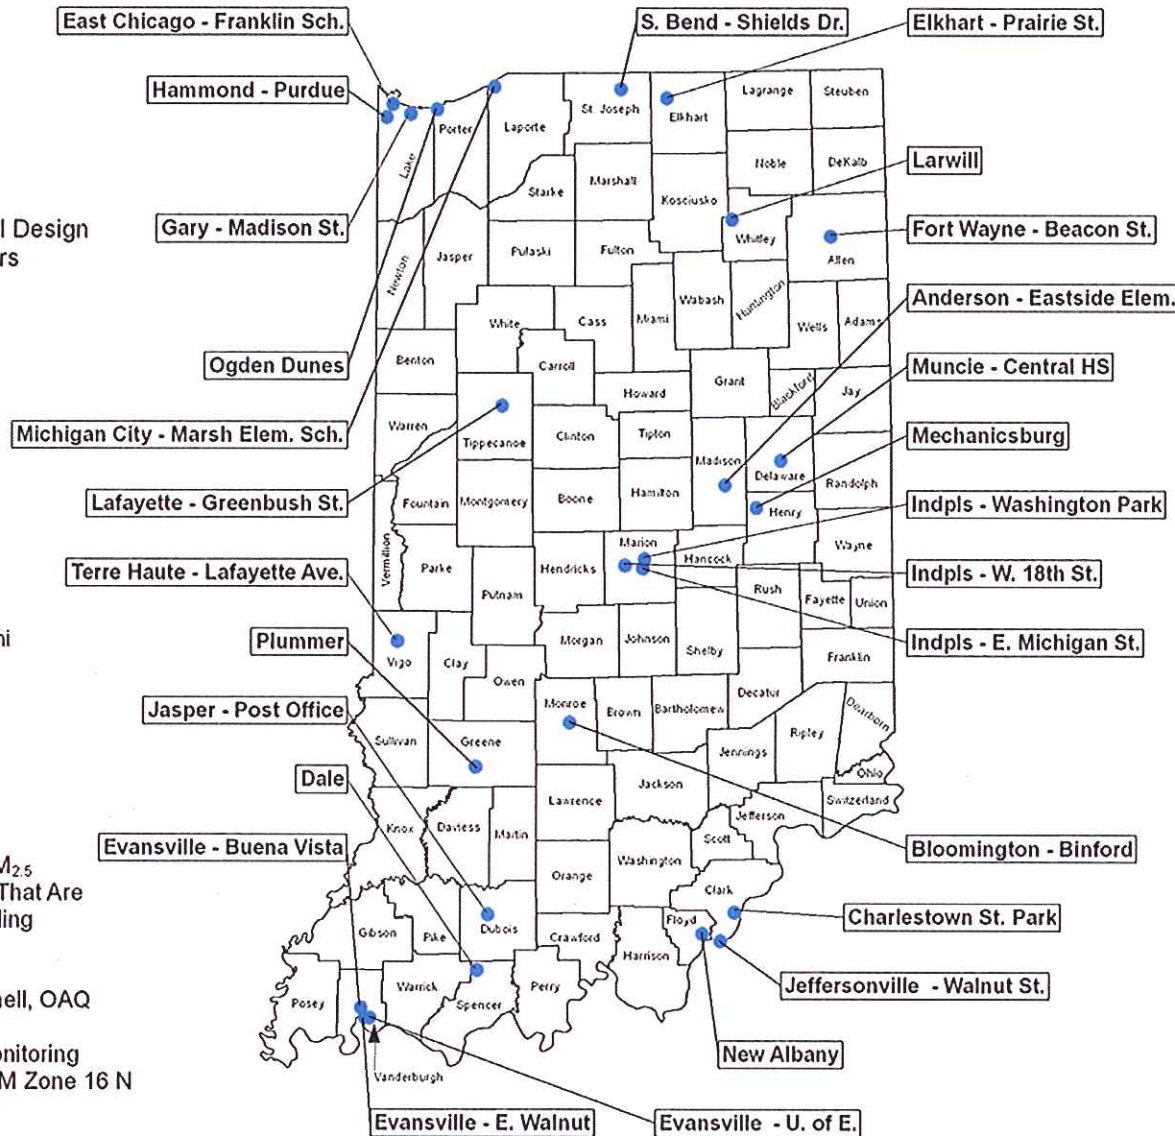 East Chicago - Franklin Sch.
S. Bend - Shields Dr.
Elkhart - Prairie St.
Hammond - Purdue
Larwill
Gary - Madison St.
Fort Wayne - Beacon St.
Anderson - Eastside Elem.
Ogden Dunes
Muncie - Central HS
Michigan City - Marsh Elem. Sch.
Mechanicsburg
Lafayette - Greenbush St.
Indpls - Washington Park
Terre Haute - Lafayette Ave.
Indpls - W. 18th St.
Plummer
Indpls - E. Michigan St.
Jasper - Post Office
Dale
Evansville - Buena Vista
Bloomington - Binford
Charlestown St. Park
Jeffersonville - Walnut St.
New Albany
Evansville - E. Walnut
Evansville - U. of E.
Lake
Porter
Laporte
St. Joseph
Elkhart
Lagrange
Steuben
Noble
DeKalb
Starke
Marshall
Kosciusko
Whitley
Allen
Newton
Jasper
Pulaski
Fulton
Wabash
Huntington
Wells
Adams
White
Cass
Miami
Benton
Carroll
Howard
Grant
Blackford
Jay
Warren
Tippecanoe
Clinton
Tipton
Madison
Delaware
Randolph
Fountain
Montgomery
Boone
Hamilton
Henry
Wayne
Vermillion
Parke
Putnam
Hendricks
Marion
Hancock
Rush
Fayette
Union
Vigo
Clay
Owen
Morgan
Johnson
Shelby
Franklin
Decatur
Dearborn
Monroe
Brown
Bartholomew
Ripley
Ohio
Sullivan
Greene
Jennings
Switzerland
Lawrence
Jackson
Jefferson
Knox
Daviess
Martin
Scott
Washington
Orange
Clark
Floyd
Dubois
Gibson
Pike
Crawford
Harrison
Posey
Warrick
Spencer
Perry
Vanderburgh
l Design
rs
ni
M2.5
That Are
ling
nell, OAQ
onitoring
M Zone 16 N